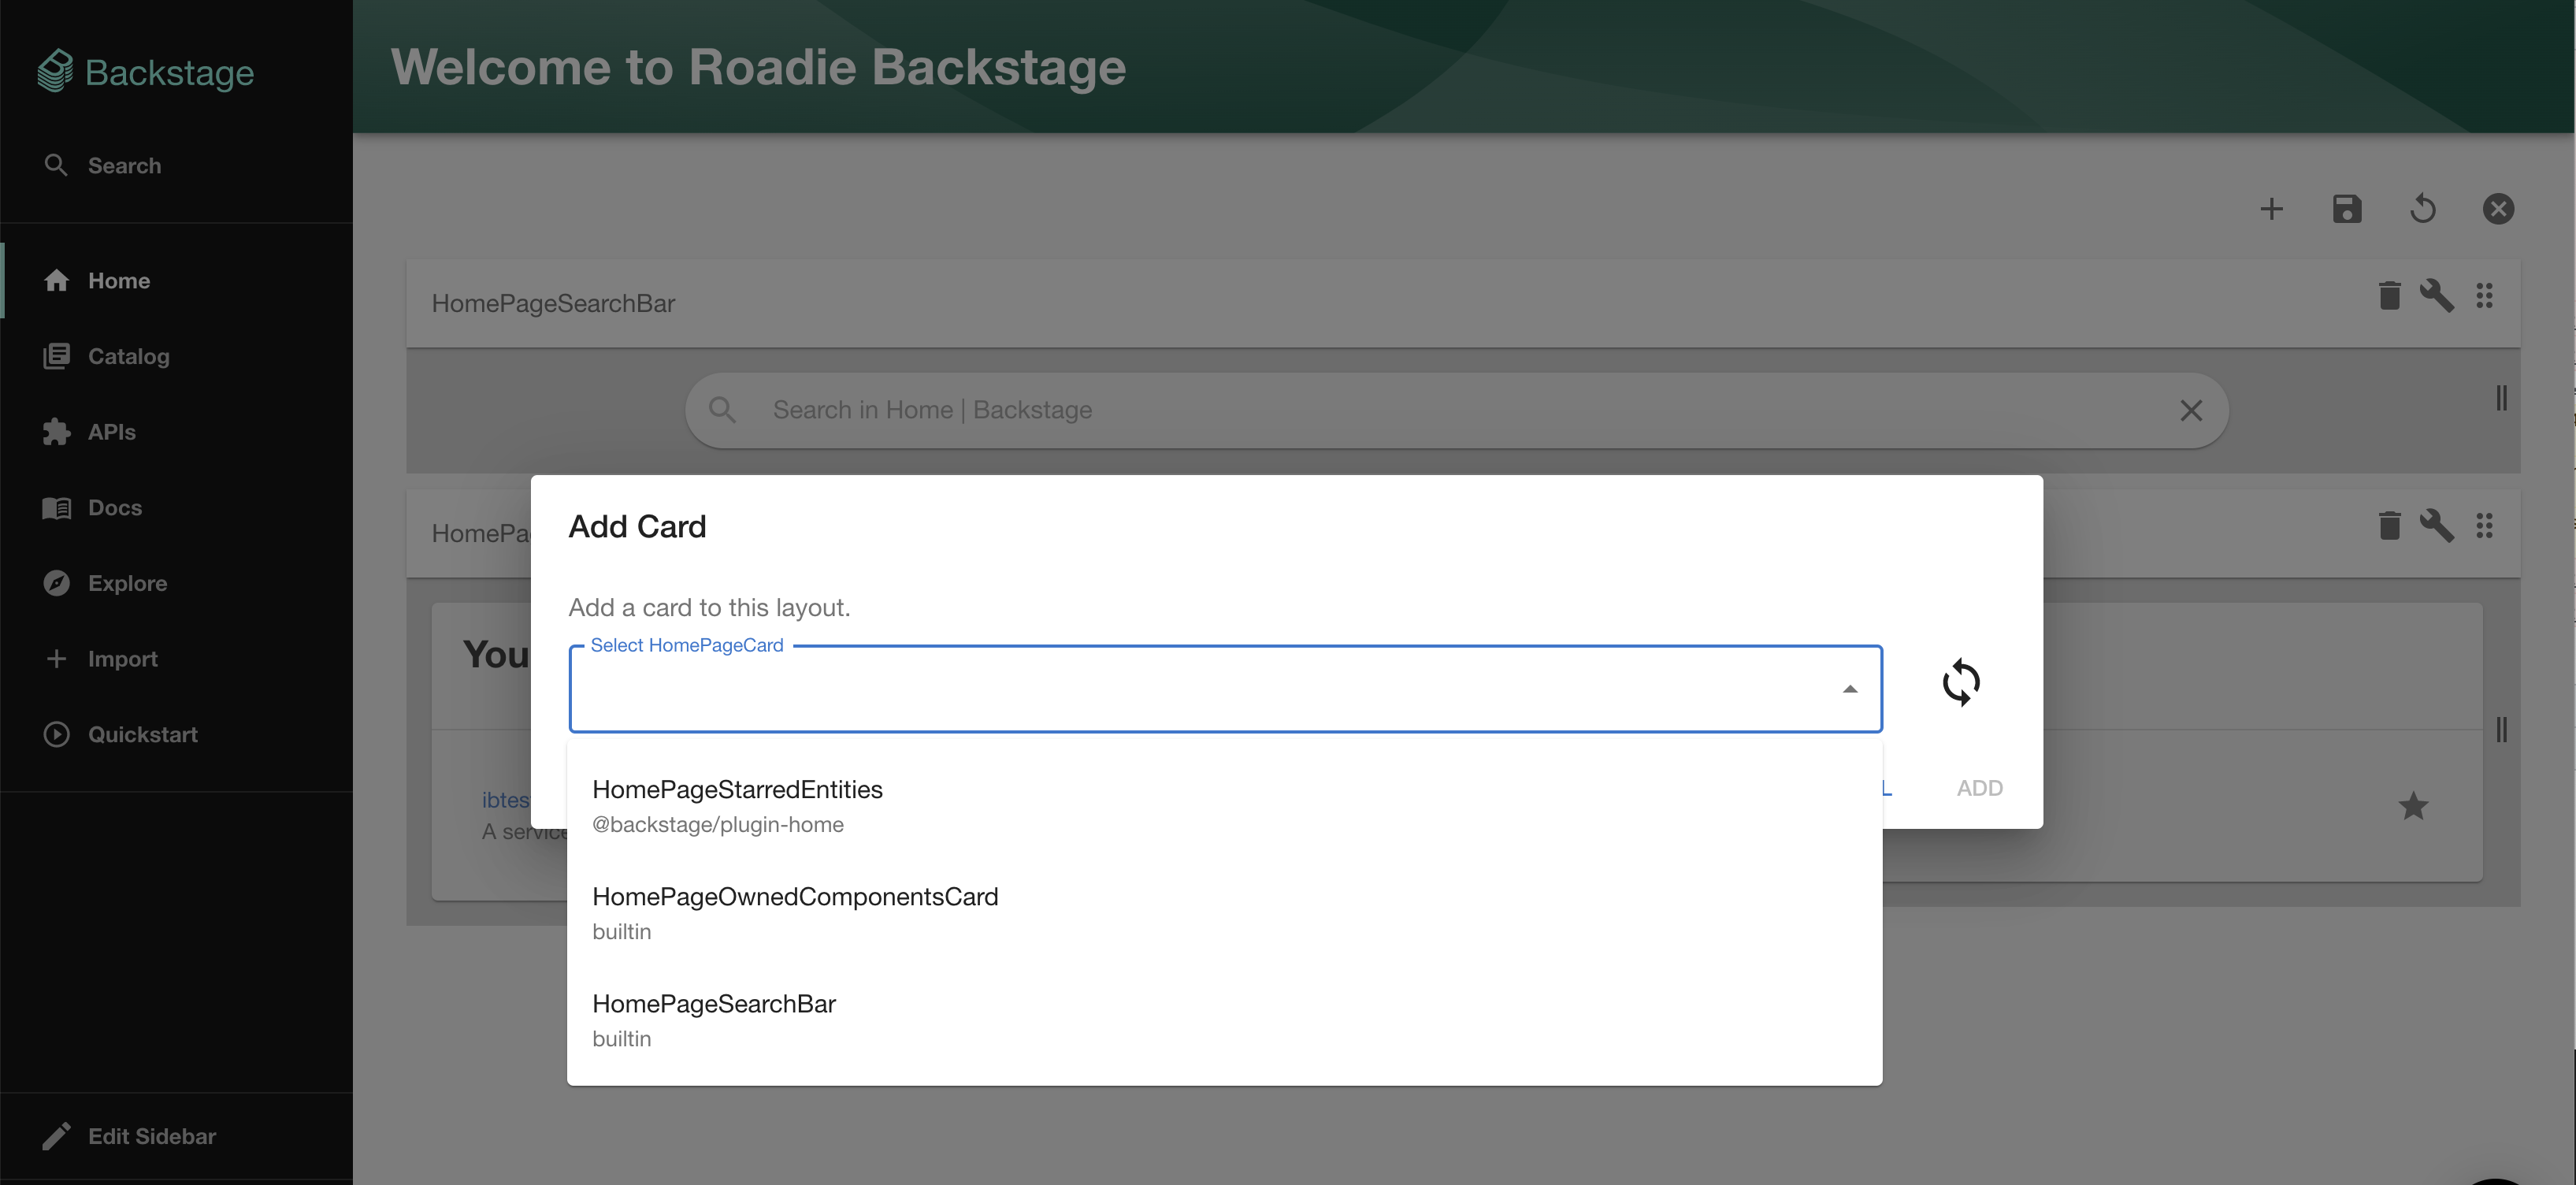 Backstage
Welcome to Roadie Backstage
Search
Home
Catalog
APIs
Docs
Explore
Import
Quickstart
Edit Sidebar
HomePageSearchBar
Search in Home | Backstage
HomePa
You
ibtes
A service
Add Card
Add a card to this layout.
Select HomePageCard
HomePageStarredEntities
@backstage/plugin-home
HomePageOwnedComponentsCard
builtin
HomePageSearchBar
builtin
L
ADD